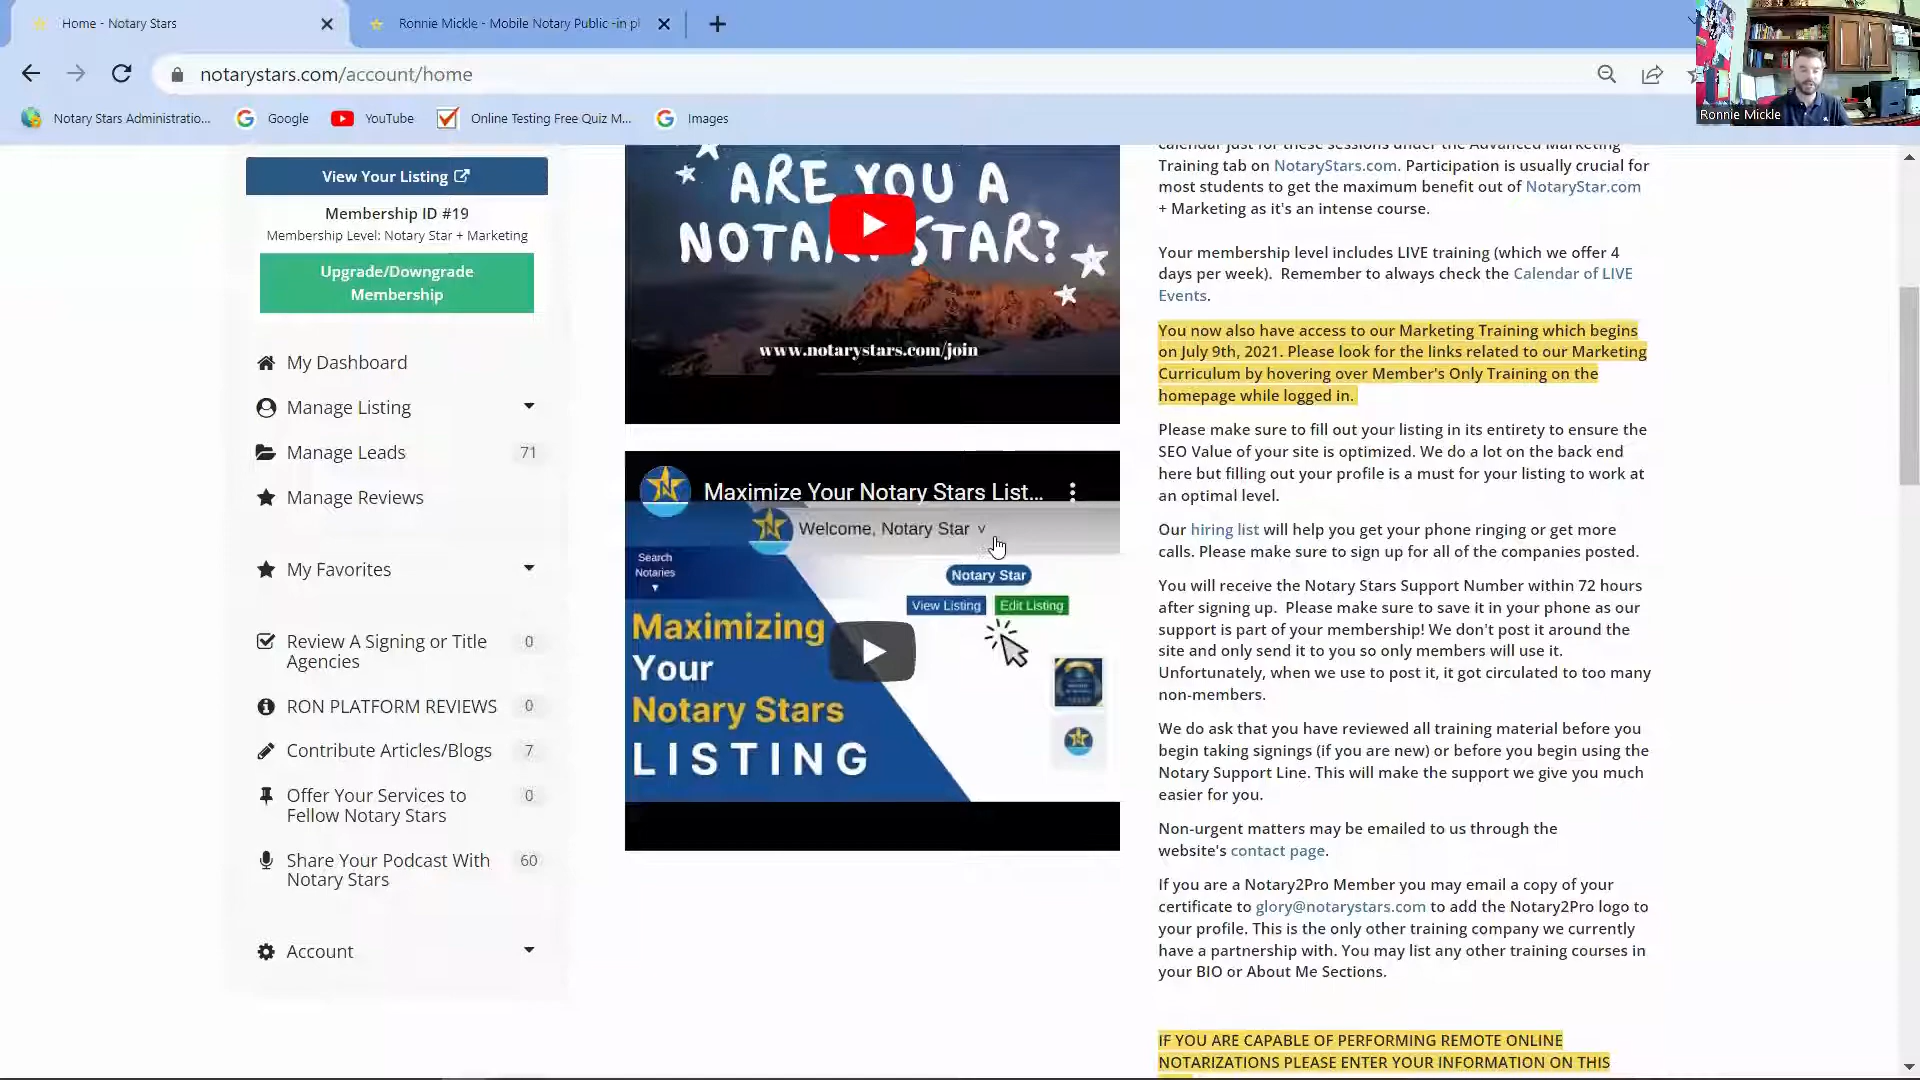 Home - Notary Stars
Ronnie Mickle - Mobile Notary Public -in pl
notarystars.com/account/home
Notary Stars Administratio...
Google
YouTube
Online Testing Free Quiz M...
Images
Ronnie Mickle
View Your Listing
Membership ID #19
Membership Level: Notary Star + Marketing
Upgrade/Downgrade
Membership
My Dashboard
Manage Listing
Manage Leads 71
Manage Reviews
My Favorites
Review A Signing or Title 0
Agencies
RON PLATFORM REVIEWS 0
Contribute Articles/Blogs 7
Offer Your Services to 0
Fellow Notary Stars
Share Your Podcast With 60
Notary Stars
Account
ARE YOU A
NOTARY STAR?
www.notarystars.com/join
Maximize Your Notary Stars List...
Welcome, Notary Star v
Search
Notaries
Notary Star
View Listing
Edit Listing
Maximizing
Your
Notary Stars
LISTING
calendar just for these sessions under the Advanced Marketing
Training tab on NotaryStars.com. Participation is usually crucial for
most students to get the maximum benefit out of NotaryStar.com
+ Marketing as it's an intense course.
Your membership level includes LIVE training (which we offer 4
days per week). Remember to always check the Calendar of LIVE
Events.
You now also have access to our Marketing Training which begins
on July 9th, 2021. Please look for the links related to our Marketing
Curriculum by hovering over Member's Only Training on the
homepage while logged in.
Please make sure to fill out your listing in its entirety to ensure the
SEO Value of your site is optimized. We do a lot on the back end
here but filling out your profile is a must for your listing to work at
an optimal level.
Our hiring list will help you get your phone ringing or get more
calls. Please make sure to sign up for all of the companies posted.
You will receive the Notary Stars Support Number within 72 hours
after signing up. Please make sure to save it in your phone as our
support is part of your membership! We don't post it around the
site and only send it to you so only members will use it.
Unfortunately, when we use to post it, it got circulated to too many
non-members.
We do ask that you have reviewed all training material before you
begin taking signings (if you are new) or before you begin using the
Notary Support Line. This will make the support we give you much
easier for you.
Non-urgent matters may be emailed to us through the
website's contact page.
If you are a Notary2Pro Member you may email a copy of your
certificate to glory@notarystars.com to add the Notary2Pro logo to
your profile. This is the only other training company we currently
have a partnership with. You may list any other training courses in
your BIO or About Me Sections.
IF YOU ARE CAPABLE OF PERFORMING REMOTE ONLINE
NOTARIZATIONS PLEASE ENTER YOUR INFORMATION ON THIS